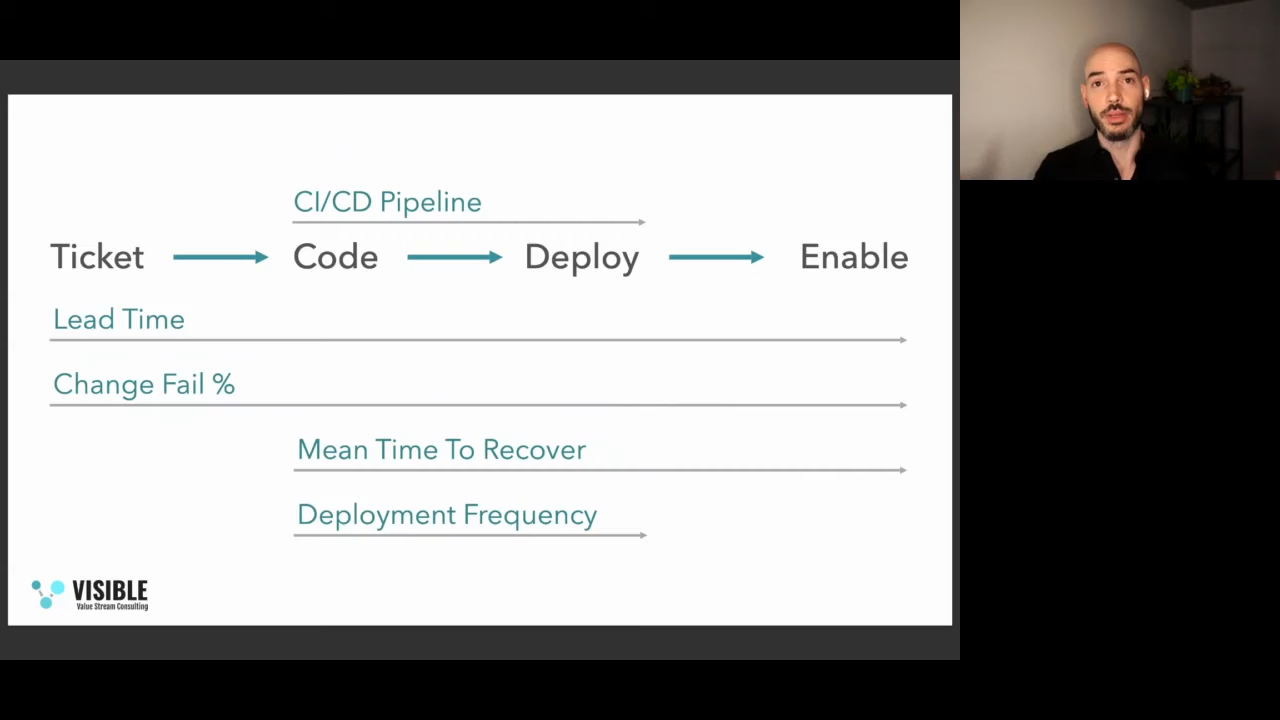 CI/CD Pipeline
Ticket Code Deploy Enable
Lead Time
Change Fail %
Mean Time To Recover
Deployment Frequency
VISIBLE
Value Stream Consulting